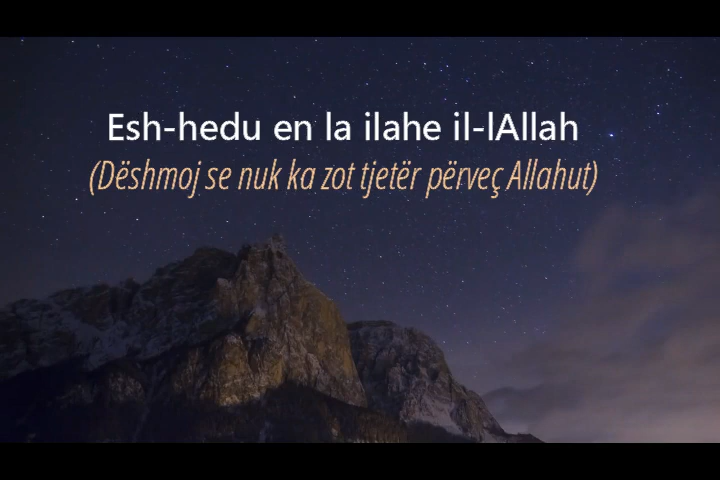 Esh-hedu en la ilahe il-lAllah
(Dëshmoj se nuk ka zot tjetër përveç Allahut)